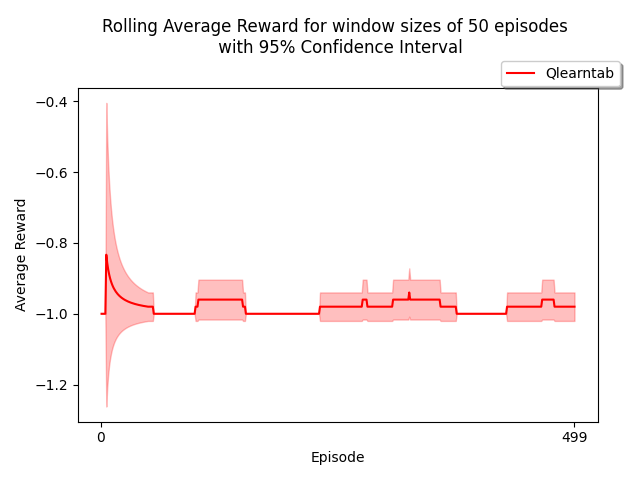 Rolling Average Reward for window sizes of 50 episodes
with 95% Confidence Interval
Qlearntab
−0.4
−0.6
−0.8
−1.0
−1.2
Average Reward
0
499
Episode